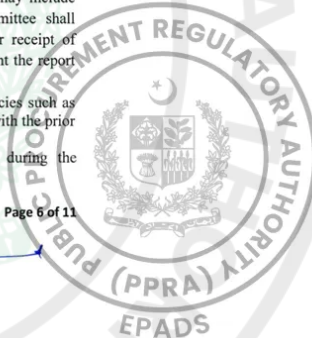 may include
mittee shall
r receipt of
nt the report
cies such as
with the prior
during the
Page 6 of 11
PUBLIC PROCUREMENT REGULATORY AUTHORITY
(PPRA)
EPADS